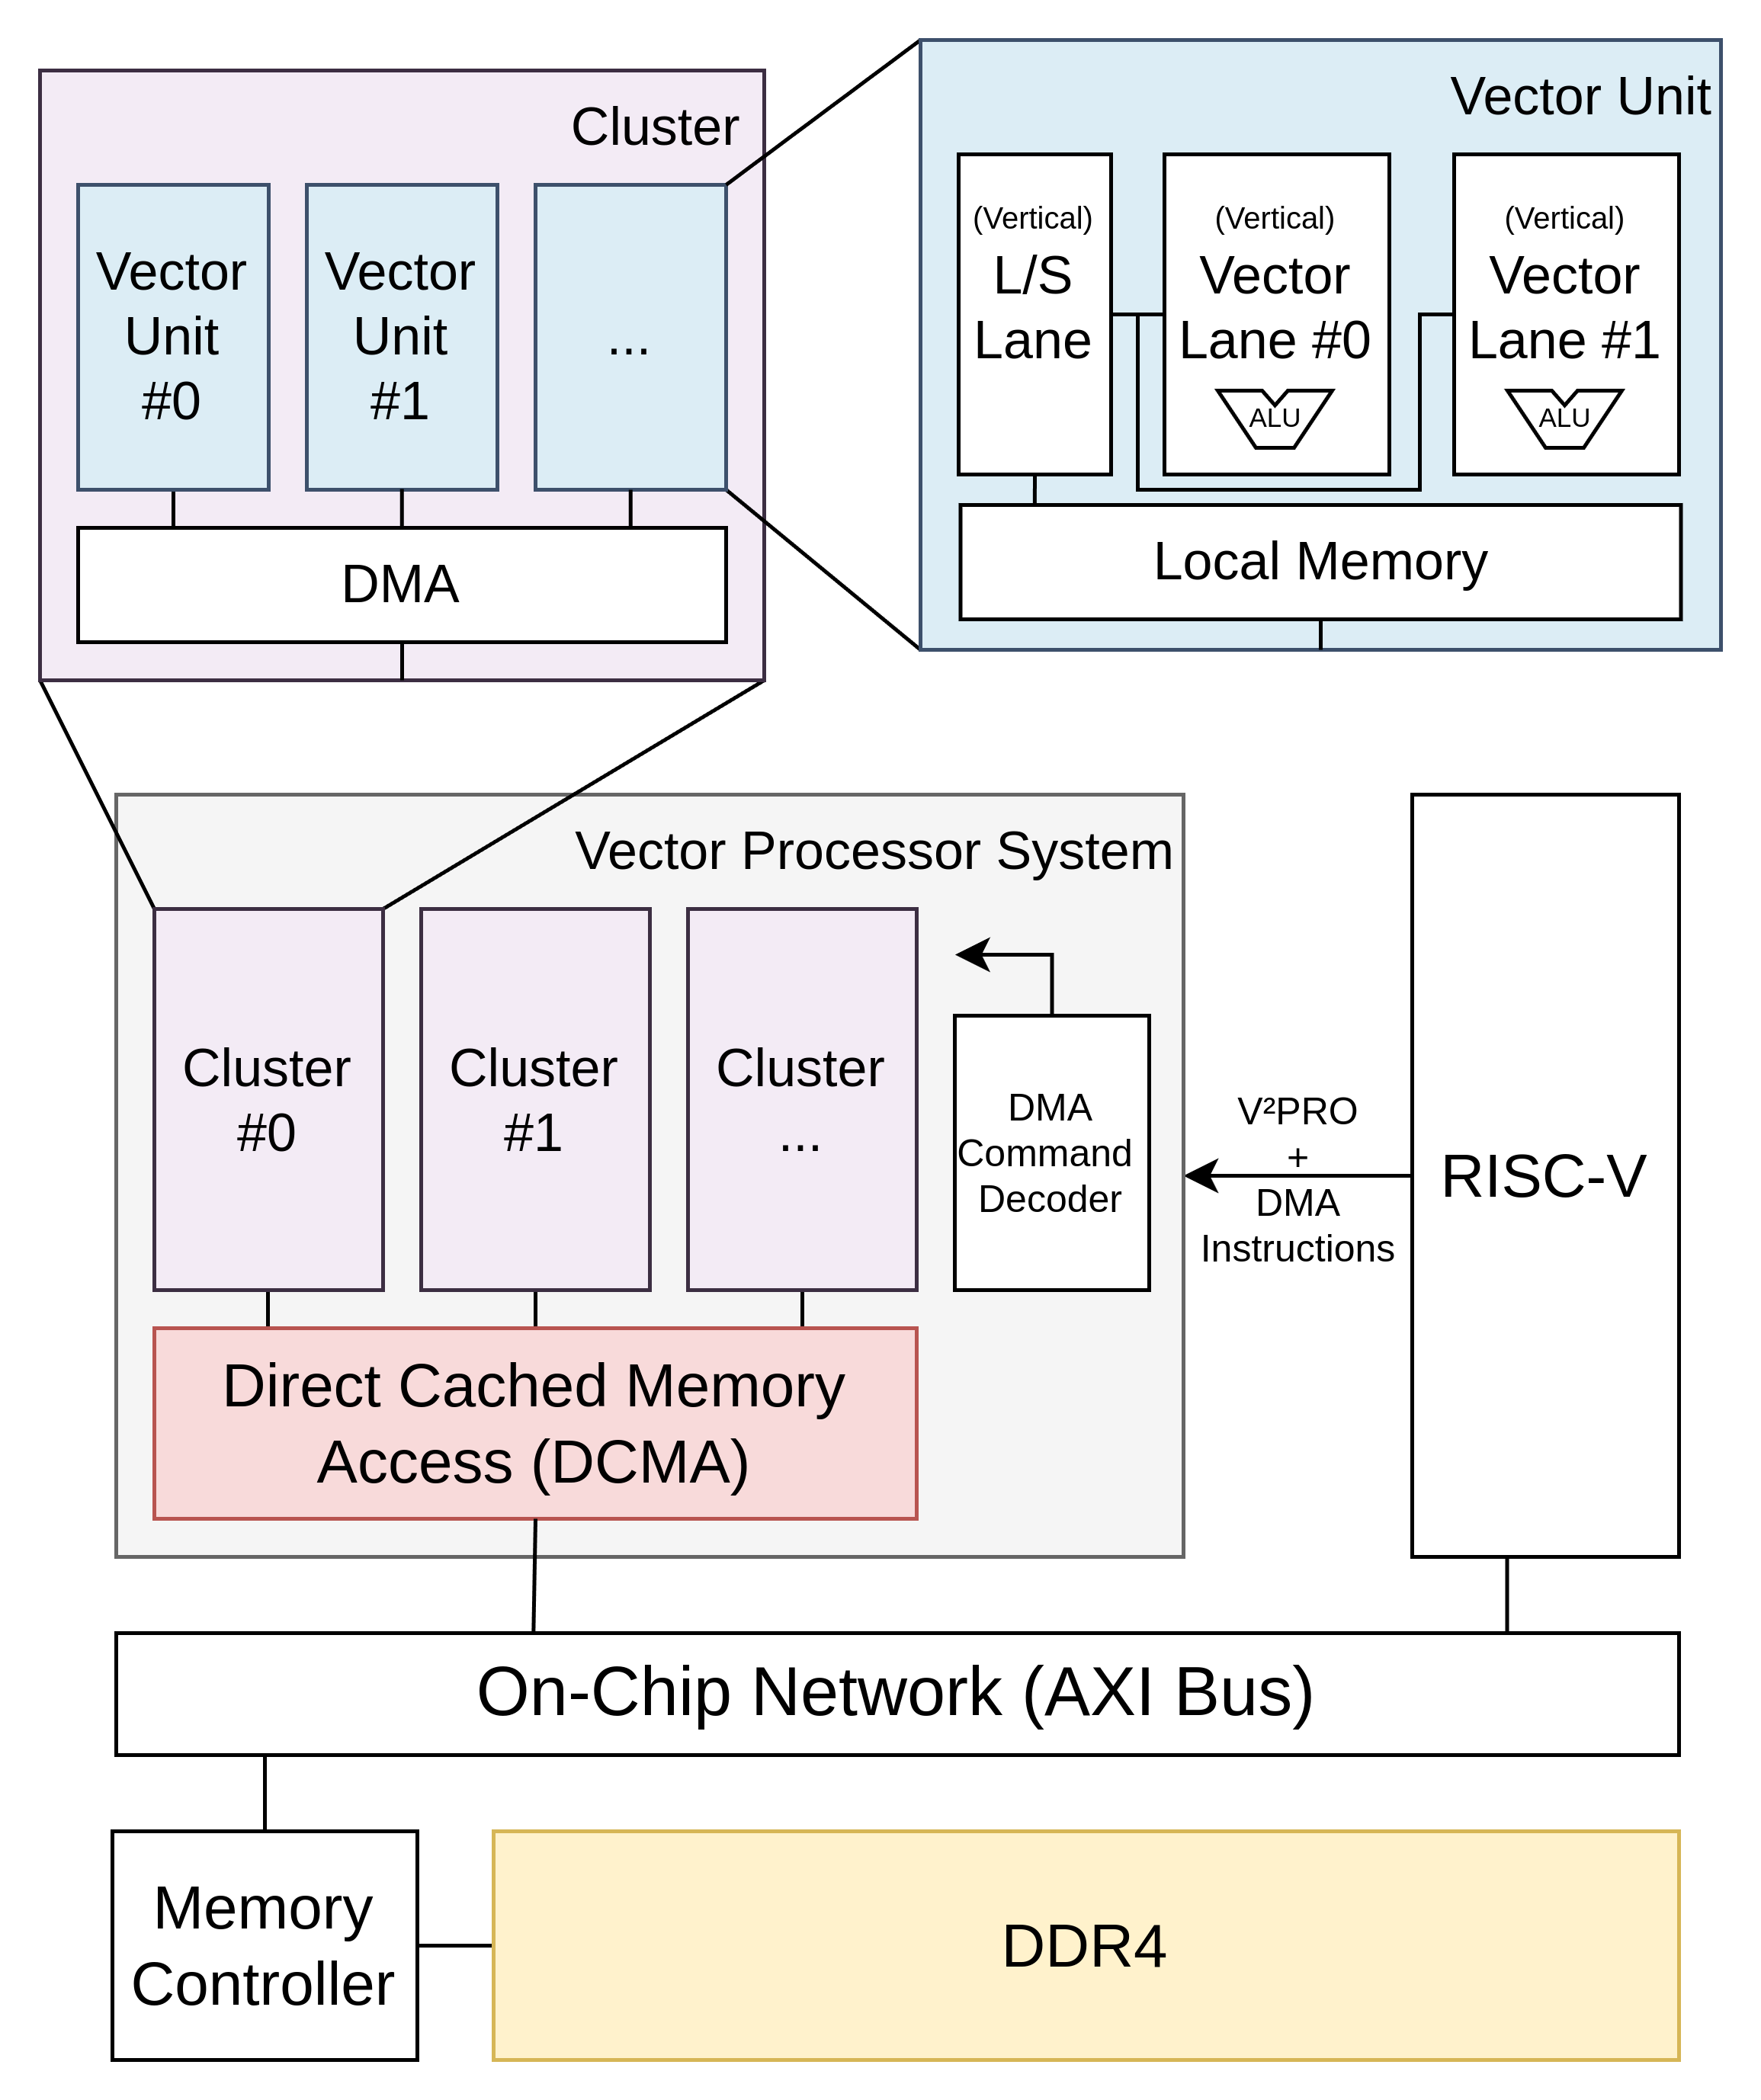 Cluster
Vector
Unit
#0
Vector
Unit
#1
...
DMA
Vector Unit
(Vertical)
L/S
Lane
(Vertical)
Vector
Lane #0
ALU
(Vertical)
Vector
Lane #1
ALU
Local Memory
Vector Processor System
Cluster
#0
Cluster
#1
Cluster
...
DMA
Command
Decoder
V²PRO
+
DMA
Instructions
RISC-V
Direct Cached Memory
Access (DCMA)
On-Chip Network (AXI Bus)
Memory
Controller
DDR4